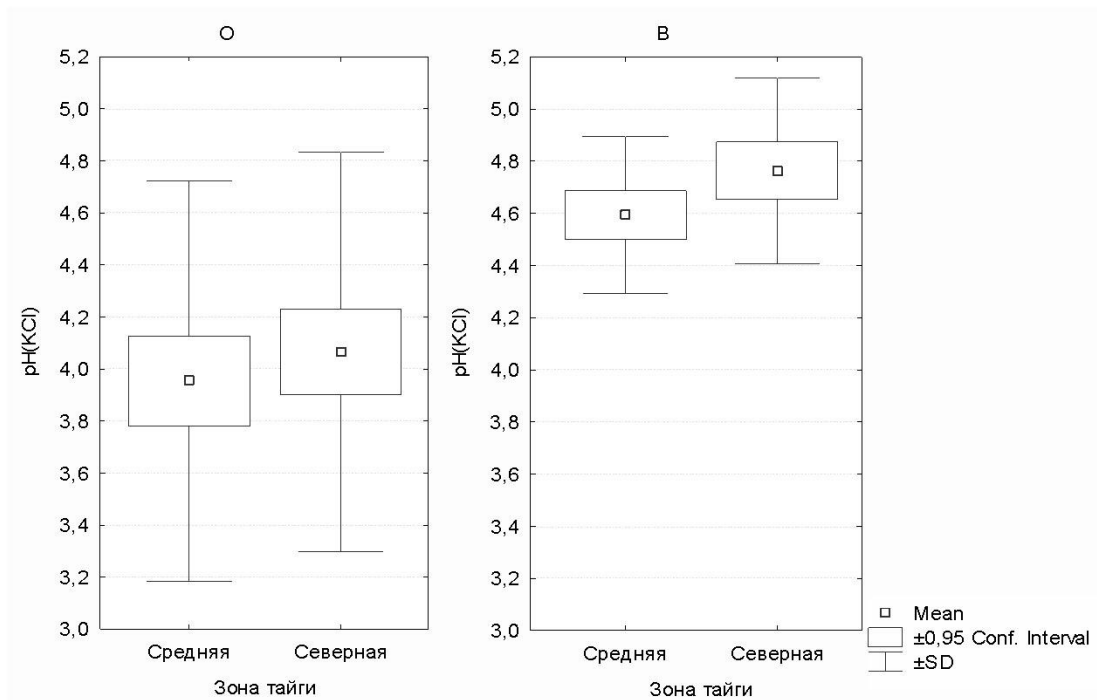 O
5,2
5,0
4,8
4,6
4,4
4,2
4,0
3,8
3,6
3,4
3,2
3,0
pH(KCl)
Средняя Северная
Зона тайги
B
5,2
5,0
4,8
4,6
4,4
4,2
4,0
3,8
3,6
3,4
3,2
3,0
pH(KCl)
Средняя Северная
Зона тайги
Mean
±0,95 Conf. Interval
±SD